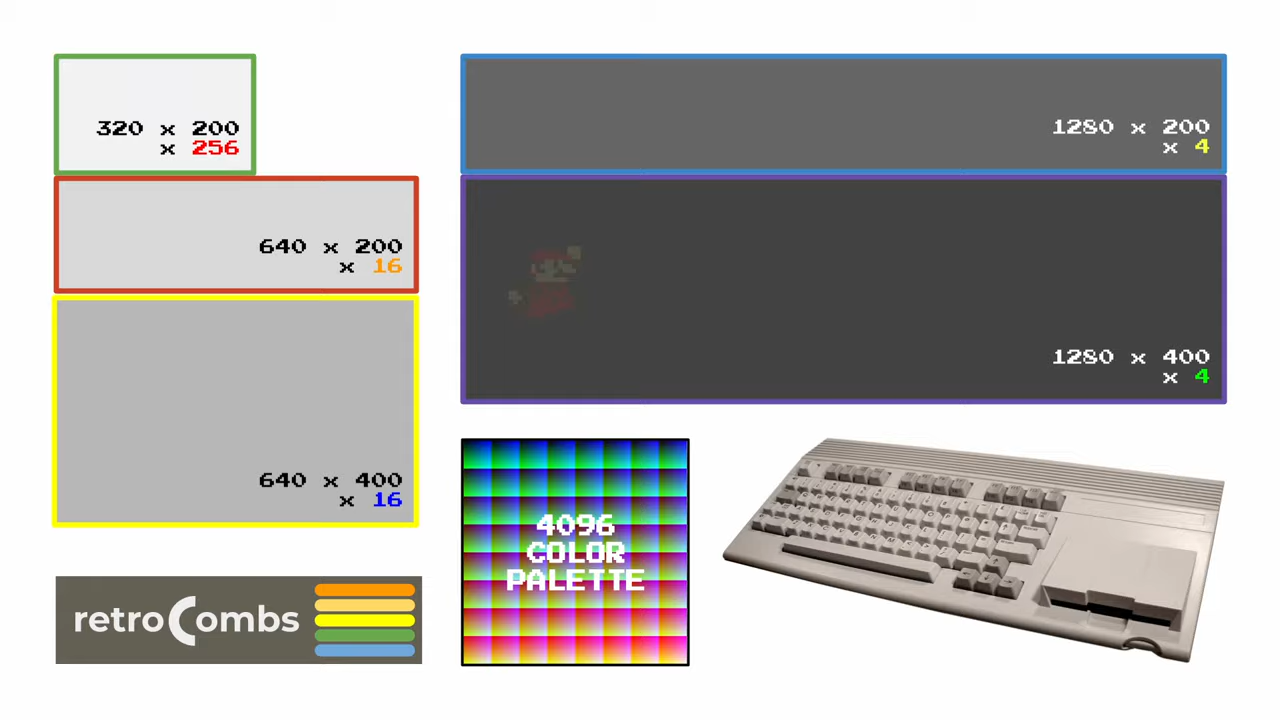 320 x 200
x 256
640 x 200
x 16
640 x 400
x 16
1280 x 200
x 4
1280 x 400
x 4
4096
COLOR
PALETTE
retroCombs